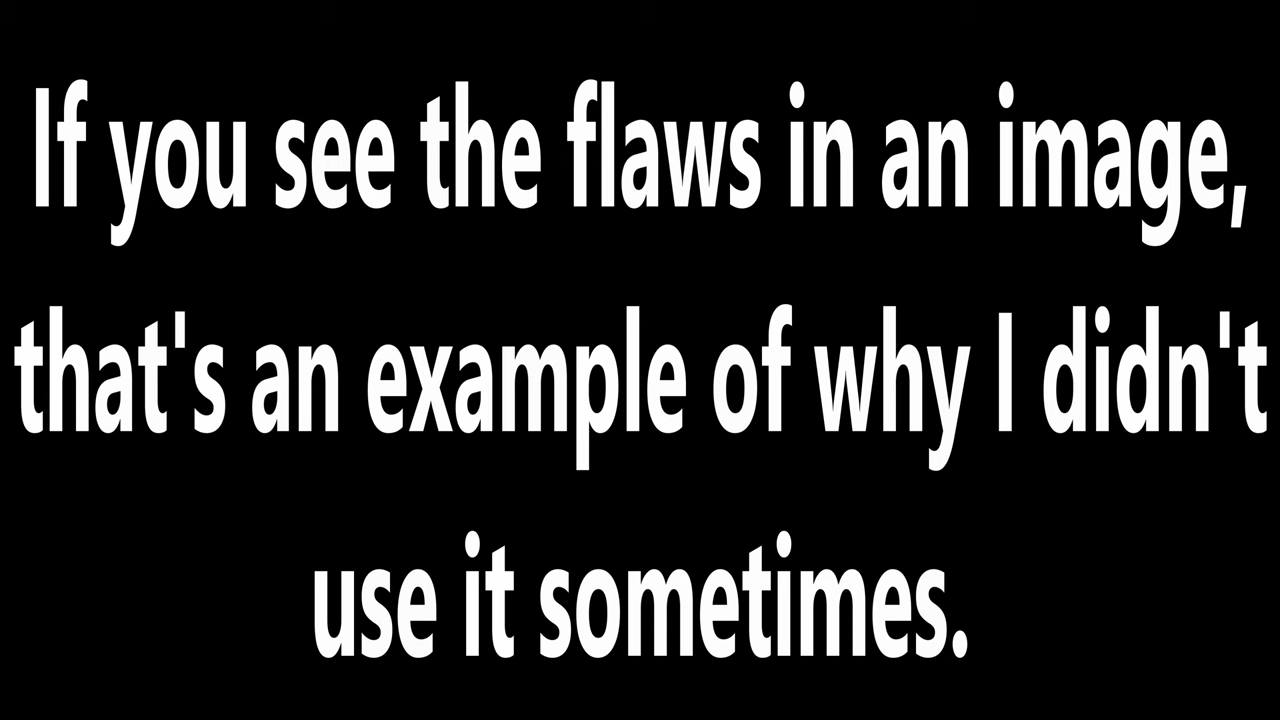 If you see the flaws in an image,
that's an example of why I didn't
use it sometimes.